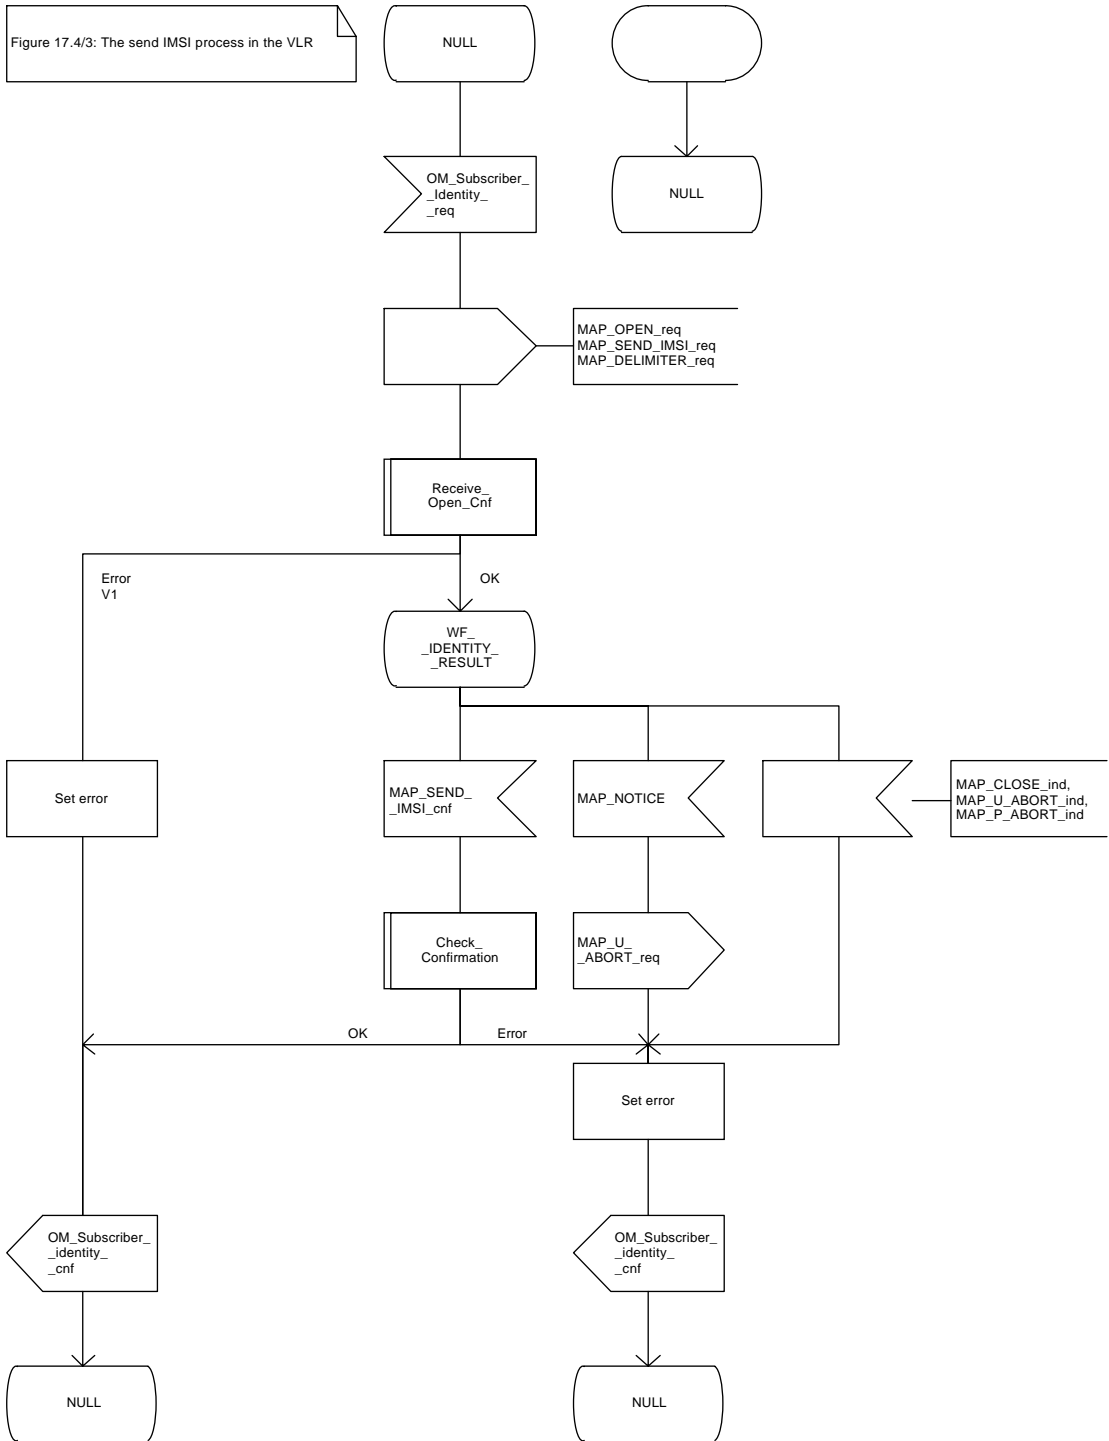 Figure 17.4/3: The send IMSI process in the VLR
NULL
OM_Subscriber_
_Identity_
_req
NULL
MAP_OPEN_req
MAP_SEND_IMSI_req
MAP_DELIMITER_req
Receive_
Open_Cnf
Error
V1
OK
WF_
_IDENTITY_
_RESULT
Set error
MAP_SEND_
_IMSI_cnf
MAP_NOTICE
MAP_CLOSE_ind,
MAP_U_ABORT_ind,
MAP_P_ABORT_ind
Check_
Confirmation
MAP_U_
_ABORT_req
OK
Error
Set error
OM_Subscriber_
_identity_
_cnf
OM_Subscriber_
_identity_
_cnf
NULL
NULL